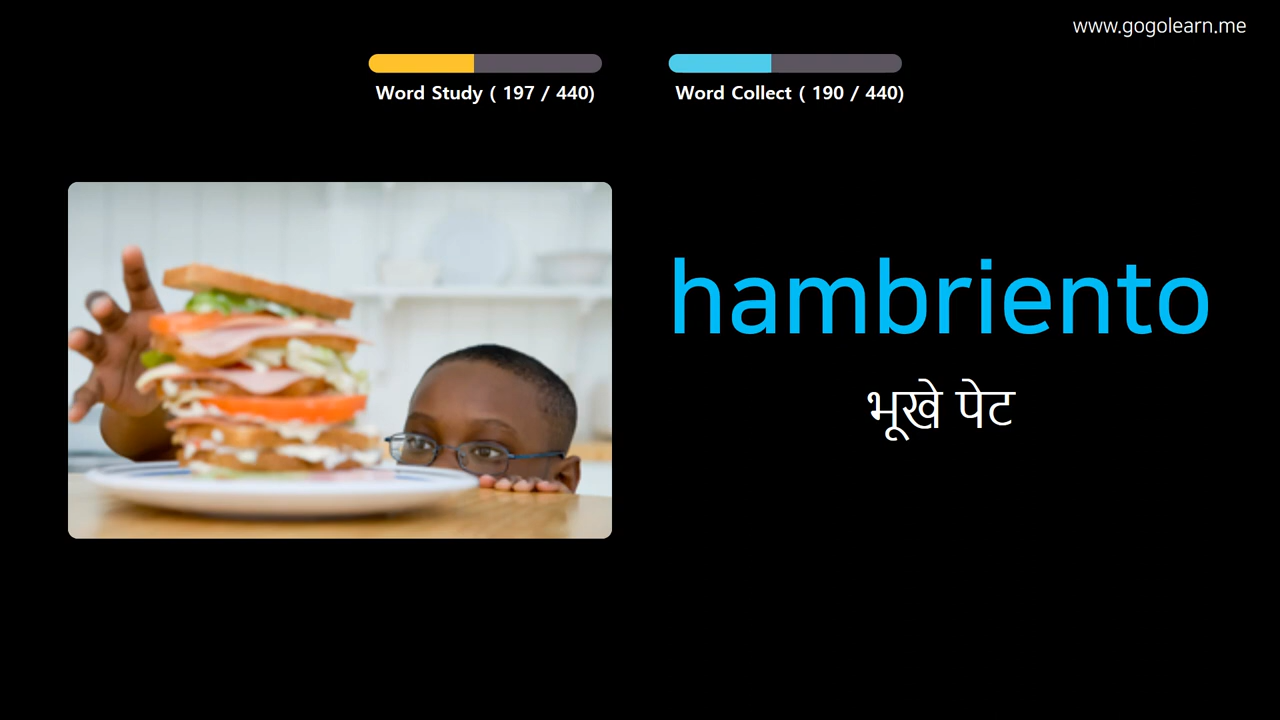 www.gogolearn.me
Word Study ( 197 / 440)
Word Collect ( 190 / 440)
hambriento
भूखे पेट